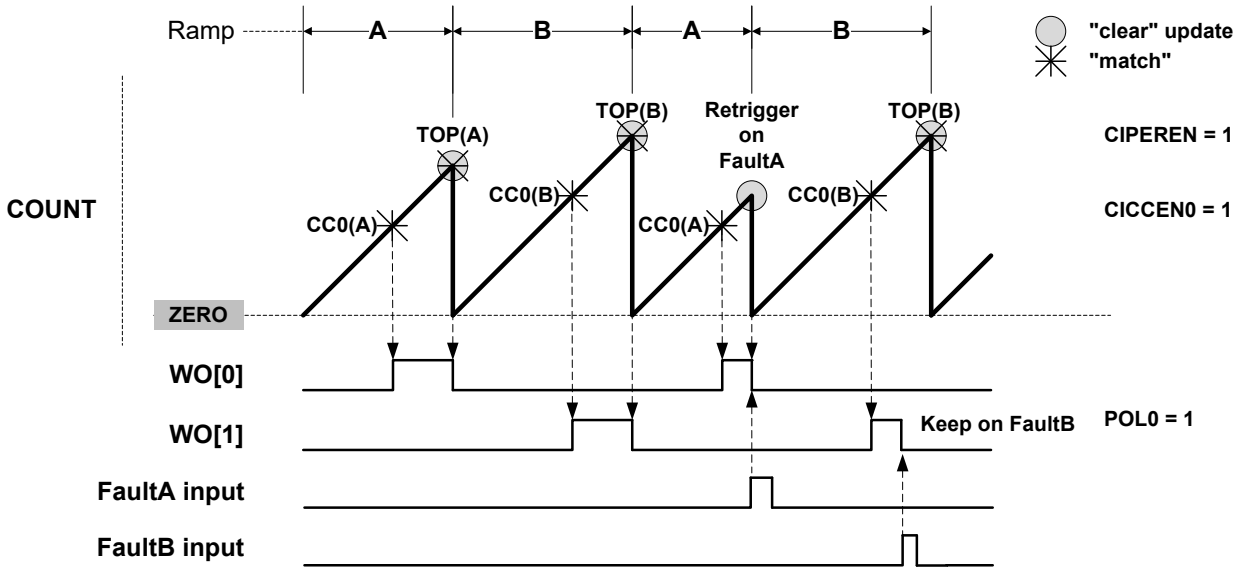 Ramp A B A B
"clear" update
"match"
TOP(A)
TOP(B)
Retrigger
on
FaultA
TOP(B)
CIPEREN = 1
COUNT
CC0(A)
CC0(B)
CC0(A)
CC0(B)
CICCEN0 = 1
ZERO
WO[0]
WO[1]
Keep on FaultB
POL0 = 1
FaultA input
FaultB input